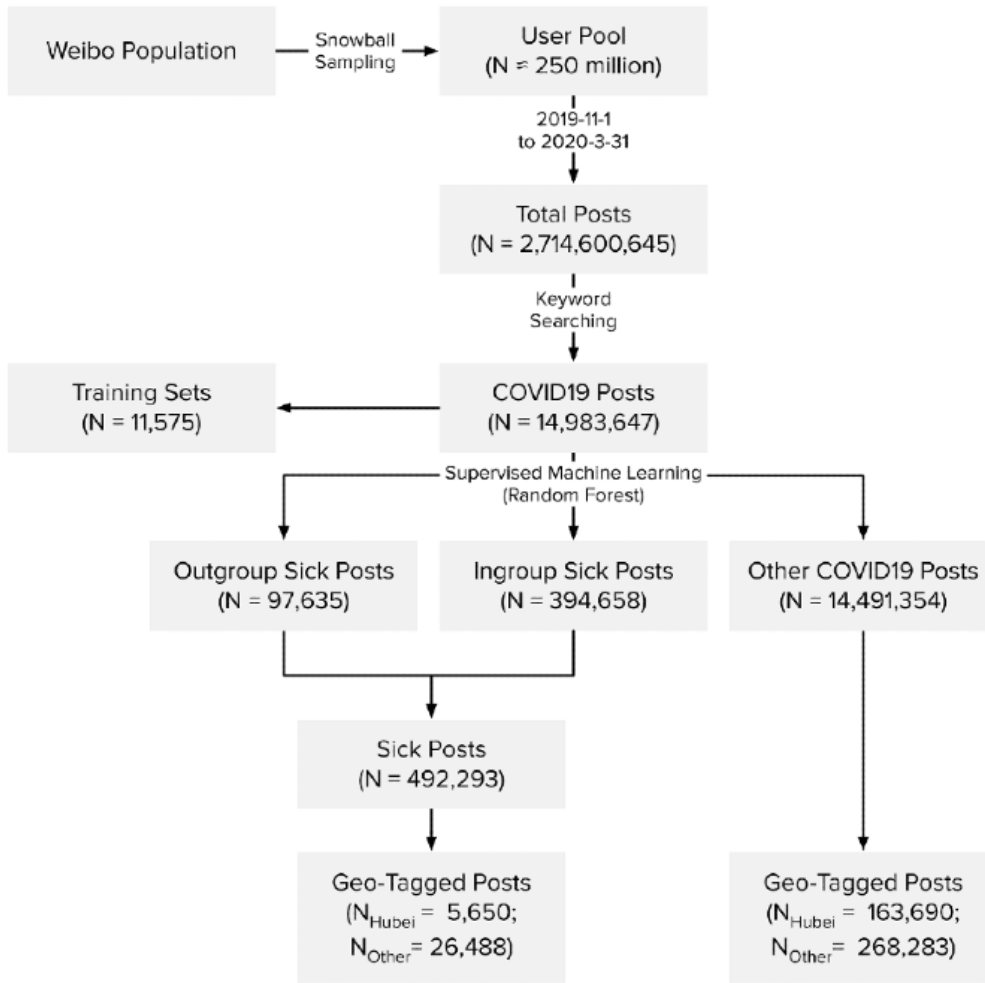 Weibo Population
Snowball
Sampling
User Pool
(N ≈ 250 million)
2019-11-1
to 2020-3-31
Total Posts
(N = 2,714,600,645)
Keyword
Searching
Training Sets
(N = 11,575)
COVID19 Posts
(N = 14,983,647)
Supervised Machine Learning
(Random Forest)
Outgroup Sick Posts
(N = 97,635)
Ingroup Sick Posts
(N = 394,658)
Other COVID19 Posts
(N = 14,491,354)
Sick Posts
(N = 492,293)
Geo-Tagged Posts
(NHubei = 5,650;
NOther= 26,488)
Geo-Tagged Posts
(NHubei = 163,690;
NOther= 268,283)